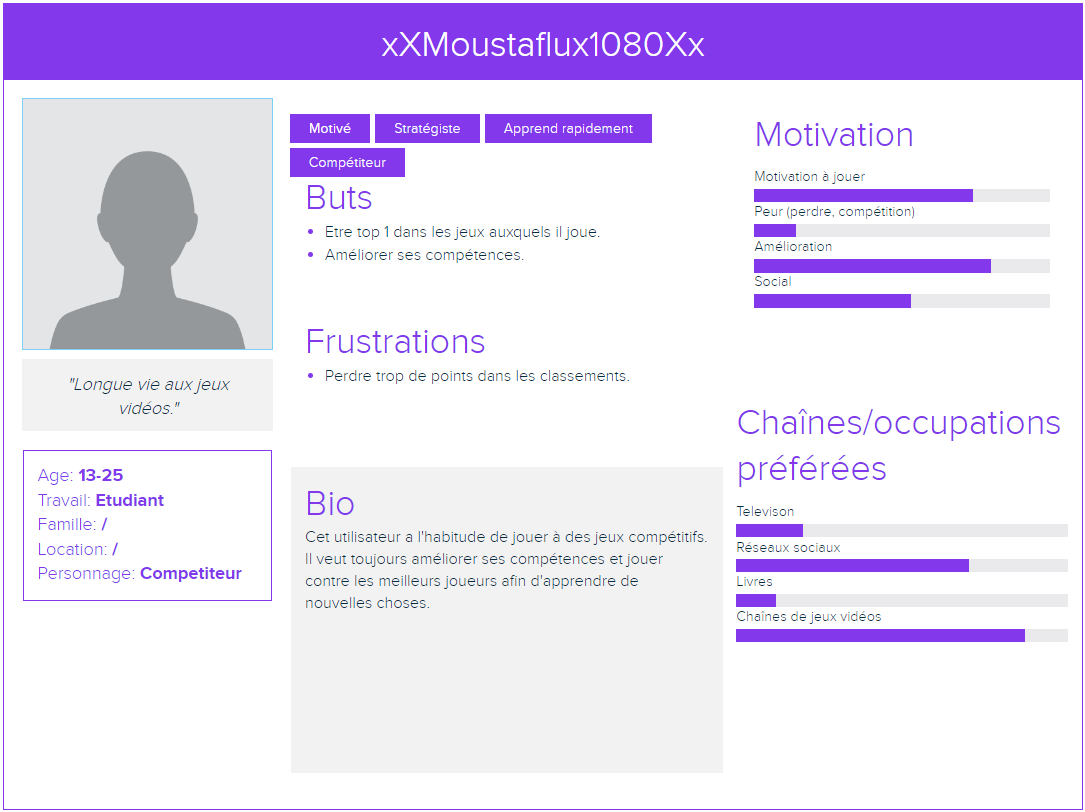 xXMoustaflux1080Xx
"Longue vie aux jeux
vidéos."
Age: 13-25
Travail: Etudiant
Famille: /
Location: /
Personnage: Competiteur
Motivé Stratégiste Apprend rapidement
Compétiteur
Buts
• Etre top 1 dans les jeux auxquels il joue.
• Améliorer ses compétences.
Frustrations
• Perdre trop de points dans les classements.
Bio
Cet utilisateur a l'habitude de jouer à des jeux compétitifs.
Il veut toujours améliorer ses compétences et jouer
contre les meilleurs joueurs afin d'apprendre de
nouvelles choses.
Motivation
Motivation à jouer
Peur (perdre, compétition)
Amélioration
Social
Chaînes/occupations
préférées
Televison
Réseaux sociaux
Livres
Chaînes de jeux vidéos